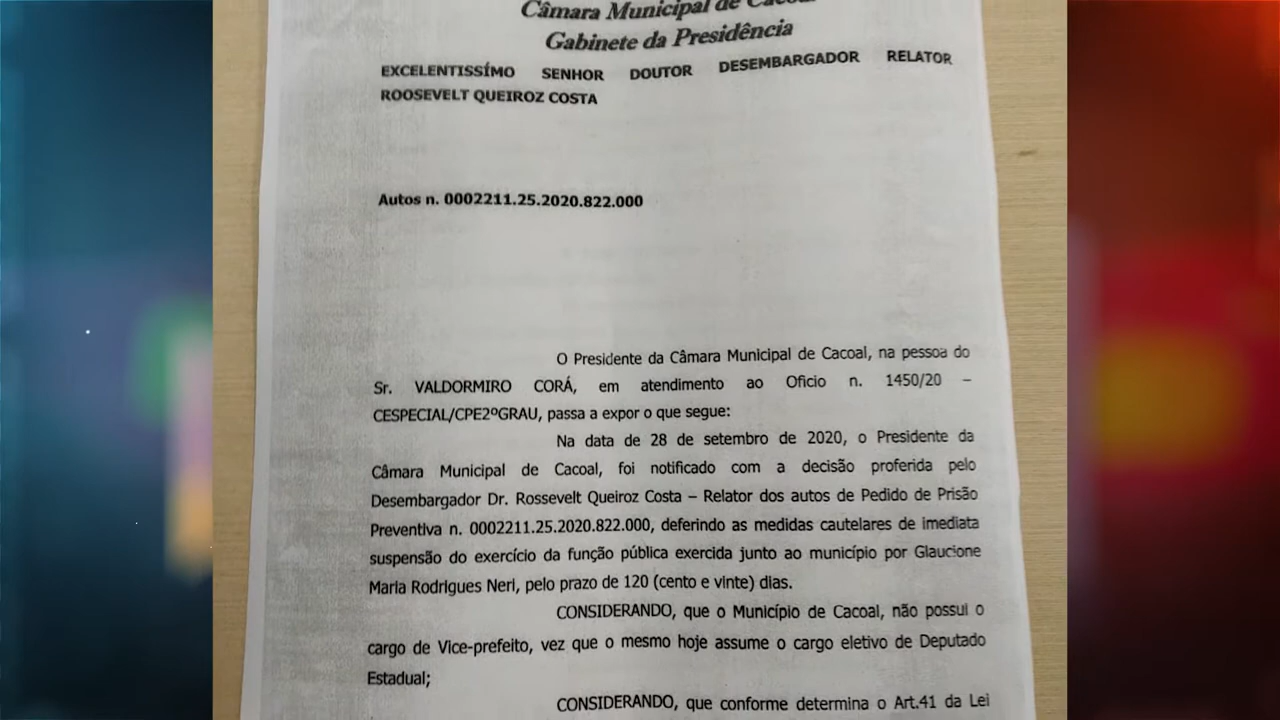 Câmara Municipal de Cacoal
Gabinete da Presidência
EXCELENTISSÍMO SENHOR DOUTOR DESEMBARGADOR RELATOR
ROOSEVELT QUEIROZ COSTA
Autos n. 0002211.25.2020.822.000
O Presidente da Câmara Municipal de Cacoal, na pessoa do
Sr. VALDORMIRO CORÁ, em atendimento ao Oficio n. 1450/20 –
CESPECIAL/CPE2ºGRAU, passa a expor o que segue:
Na data de 28 de setembro de 2020, o Presidente da
Câmara Municipal de Cacoal, foi notificado com a decisão proferida pelo
Desembargador Dr. Rossevelt Queiroz Costa – Relator dos autos de Pedido de Prisão
Preventiva n. 0002211.25.2020.822.000, deferindo as medidas cautelares de imediata
suspensão do exercício da função pública exercida junto ao município por Glaucione
Maria Rodrigues Neri, pelo prazo de 120 (cento e vinte) dias.
CONSIDERANDO, que o Município de Cacoal, não possui o
cargo de Vice-prefeito, vez que o mesmo hoje assume o cargo eletivo de Deputado
Estadual;
CONSIDERANDO, que conforme determina o Art.41 da Lei